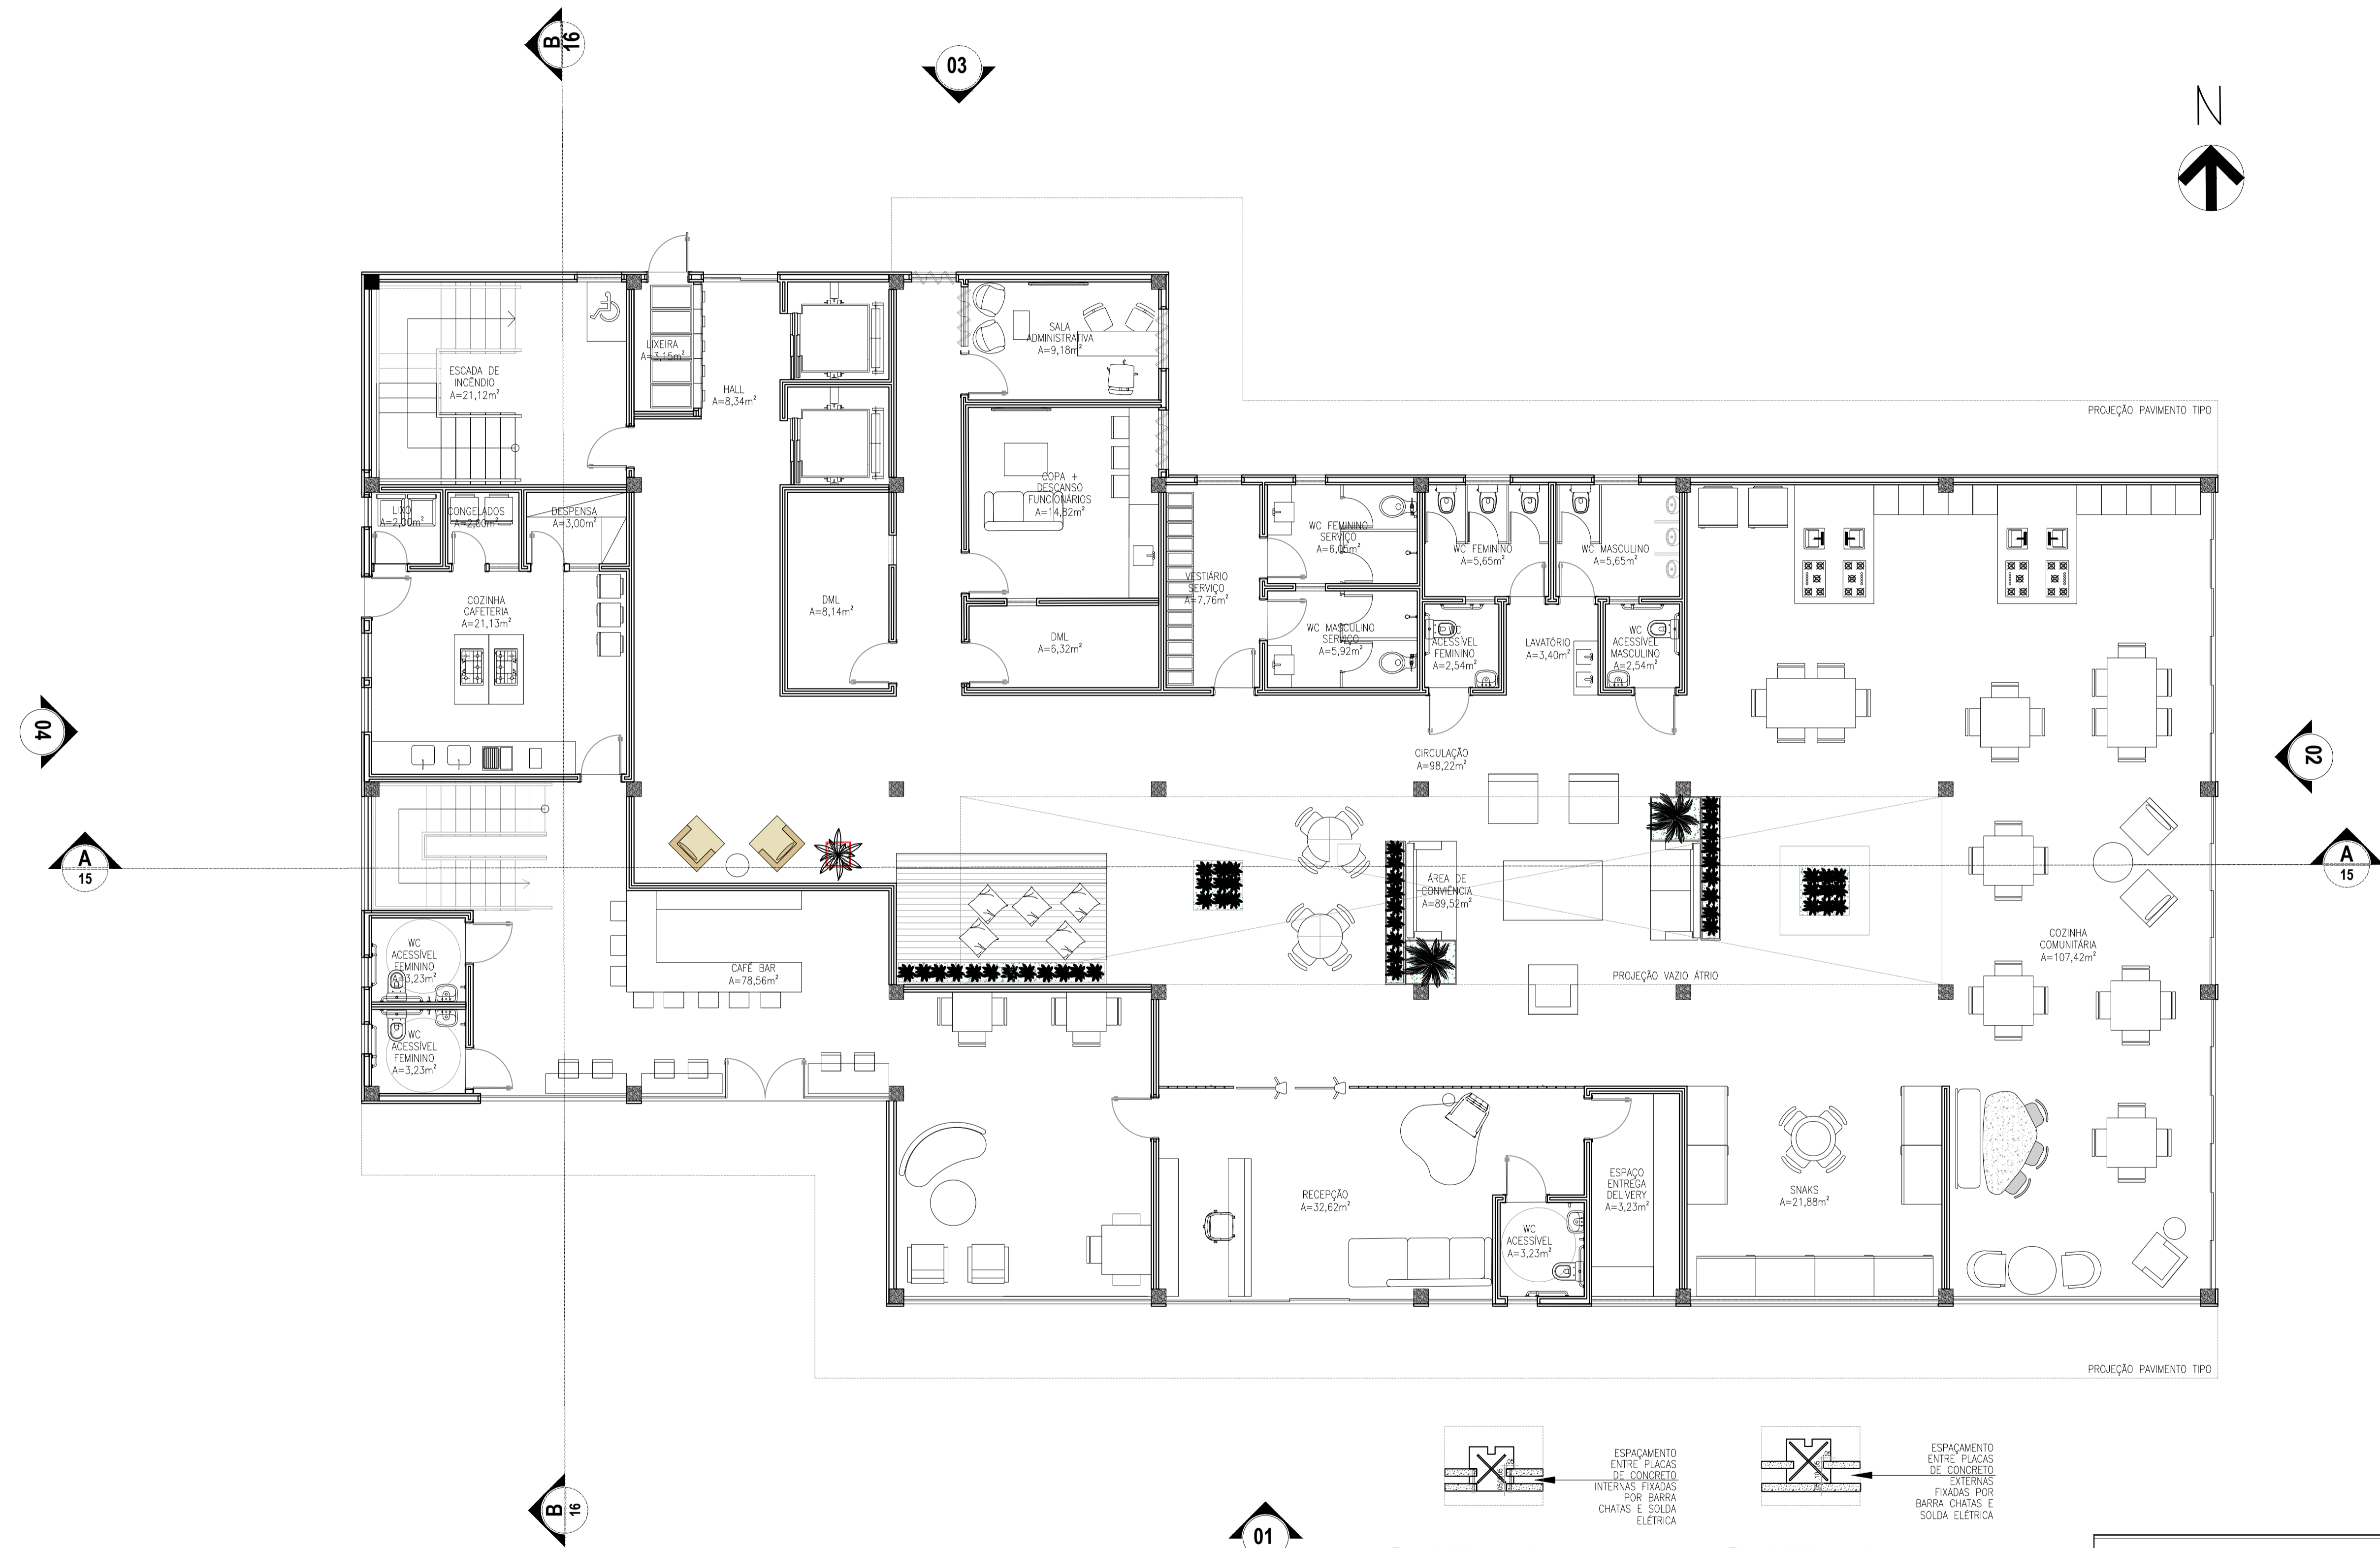 B
16
03
N
PROJEÇÃO PAVIMENTO TIPO
SALA
ADMINISTRATIVA
A=9,18m²
LIXEIRA
A=3,15m²
ESCADA DE
INCÊNDIO
A=21,12m²
HALL
A=8,34m²
COPA +
DESCANSO
FUNCIONÁRIOS
A=14,82m²
LIXO
A=2,00m²
CONGELADOS
A=2,60m²
DESPENSA
A=3,00m²
WC FEMININO
SERVIÇO
A=6,05m²
WC FEMININO
A=5,65m²
WC MASCULINO
A=5,65m²
VESTIÁRIO
SERVIÇO
A=7,76m²
COZINHA
CAFETERIA
A=21,13m²
DML
A=8,14m²
DML
A=6,32m²
WC MASCULINO
SERVIÇO
A=5,92m²
WC
ACESSÍVEL
FEMININO
A=2,54m²
LAVATÓRIO
A=3,40m²
WC
ACESSÍVEL
MASCULINO
A=2,54m²
04
02
CIRCULAÇÃO
A=98,22m²
A
15
A
15
ÁREA DE
CONVIÊNCIA
A=89,52m²
COZINHA
COMUNITÁRIA
A=107,42m²
WC
ACESSÍVEL
FEMININO
A=3,23m²
CAFÉ BAR
A=78,56m²
PROJEÇÃO VAZIO ÁTRIO
WC
ACESSÍVEL
FEMININO
A=3,23m²
RECEPÇÃO
A=32,62m²
ESPAÇO
ENTREGA
DELIVERY
A=3,23m²
SNAKS
A=21,88m²
WC
ACESSÍVEL
A=3,23m²
PROJEÇÃO PAVIMENTO TIPO
ESPAÇAMENTO
ENTRE PLACAS
DE CONCRETO
INTERNAS FIXADAS
POR BARRA
CHATAS E SOLDA
ELÉTRICA
ESPAÇAMENTO
ENTRE PLACAS
DE CONCRETO
EXTERNAS
FIXADAS POR
BARRA CHATAS E
SOLDA ELÉTRICA
B
16
01